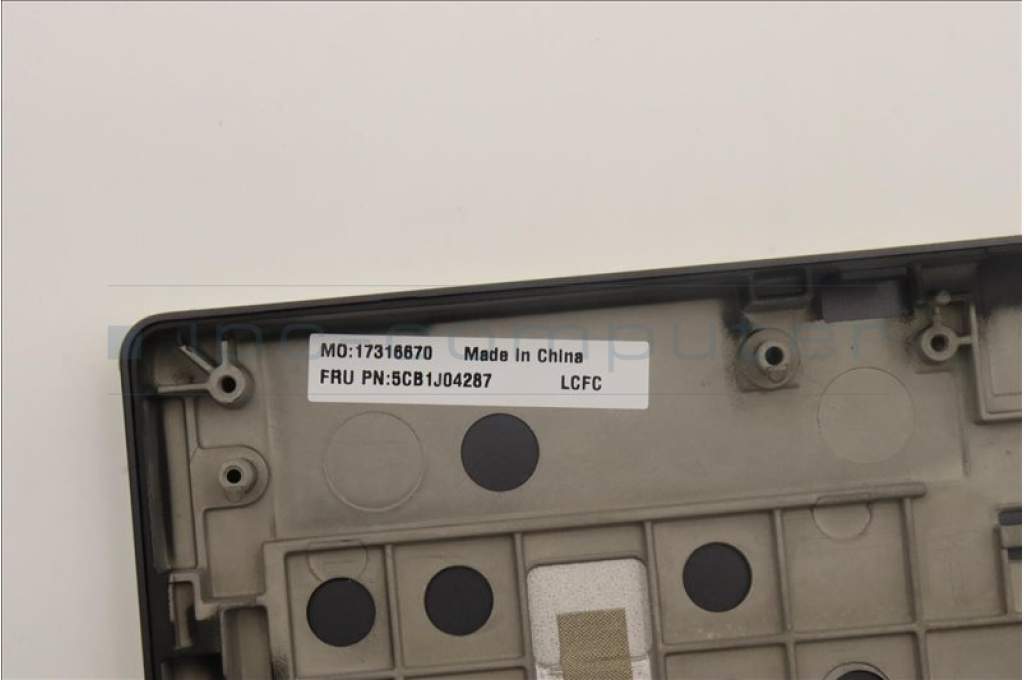 MO:17316670 Made In China
FRU PN:5CB1J04287 LCFC